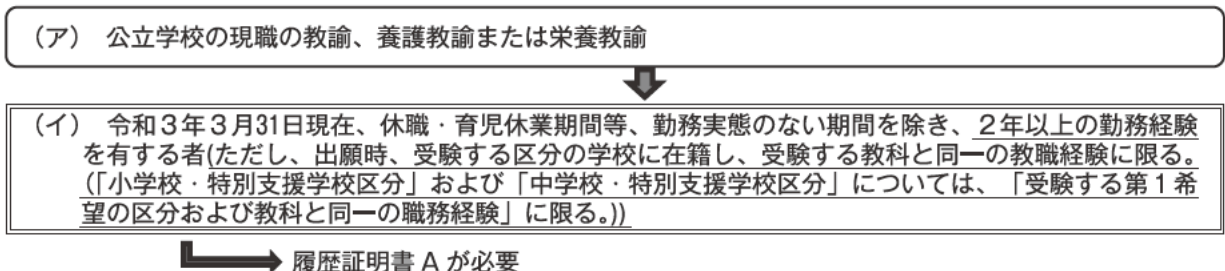 （ア） 公立学校の現職の教諭、養護教諭または栄養教諭
（イ） 令和３年３月31日現在、休職・育児休業期間等、勤務実態のない期間を除き、２年以上の勤務経験
を有する者(ただし、出願時、受験する区分の学校に在籍し、受験する教科と同一の教職経験に限る。
(「小学校・特別支援学校区分」および「中学校・特別支援学校区分」については、「受験する第１希
望の区分および教科と同一の職務経験」に限る。))
履歴証明書 A が必要